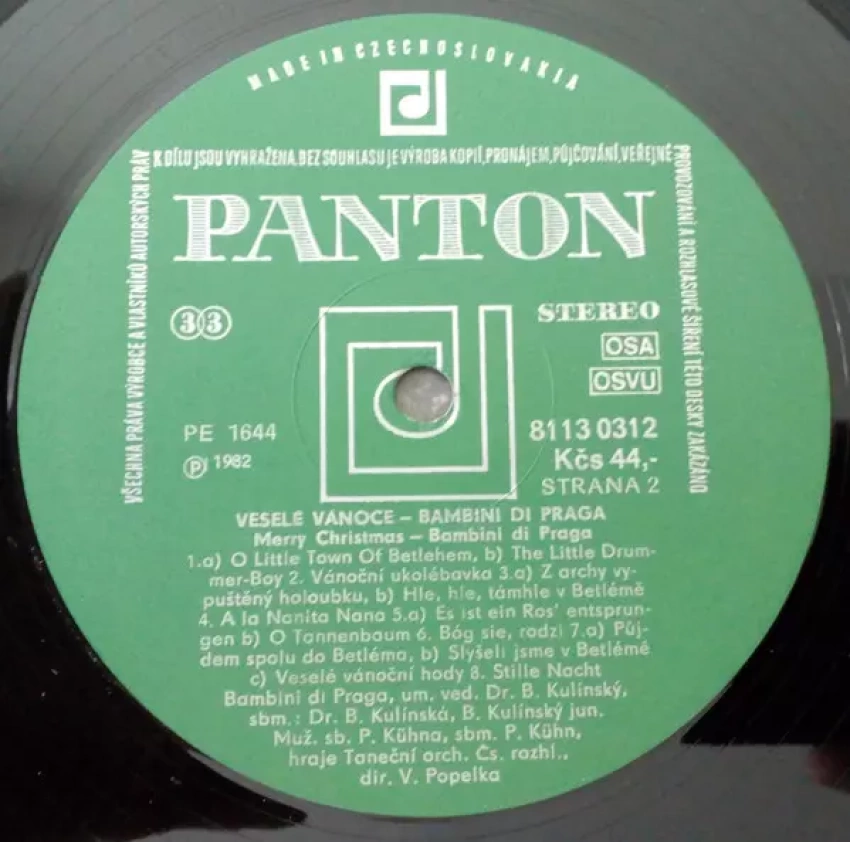 MADE IN CZECHOSLOVAKIA
VŠECHNA PRÁVA VÝROBCE A VLASTNÍKŮ AUTORSKÝCH PRÁV
K DÍLU JSOU VYHRAŽENA. BEZ SOUHLASU JE VÝROBA KOPIÍ, PRONÁJEM, PŮJČOVÁNÍ, VEŘEJNÉ
PROVOZOVÁNÍ A ROZHLASOVÉ ŠÍŘENÍ TÉTO DESKY ZAKÁZÁNO
PANTON
33
STEREO
OSA
OSVU
PE 1644
81130312
℗ 1982
Kčs 44,-
STRANA 2
VESELÉ VÁNOCE – BAMBINI DI PRAGA
Merry Christmas – Bambini di Praga
1.a) O Little Town Of Betlehem, b) The Little Drum-
mer-Boy 2. Vánoční ukolébavka 3.a) Z archy vy-
puštěný holoubku, b) Hle, hle, támhle v Betlémě
4. A la Nanita Nana 5.a) Es ist ein Ros' entsprun-
gen b) O Tannenbaum 6. Bóg sie, rodzi 7.a) Půj-
dem spolu do Betléma, b) Slyšeli jsme v Betlémě
c) Veselé vánoční hody 8. Stille Nacht
Bambini di Praga, um. ved. Dr. B. Kulínský,
sbm.: Dr. B. Kulínská, B. Kulínský jun.
Muž. sb. P. Kühna, sbm. P. Kühn,
hraje Taneční orch. Čs. rozhl.,
dir. V. Popelka